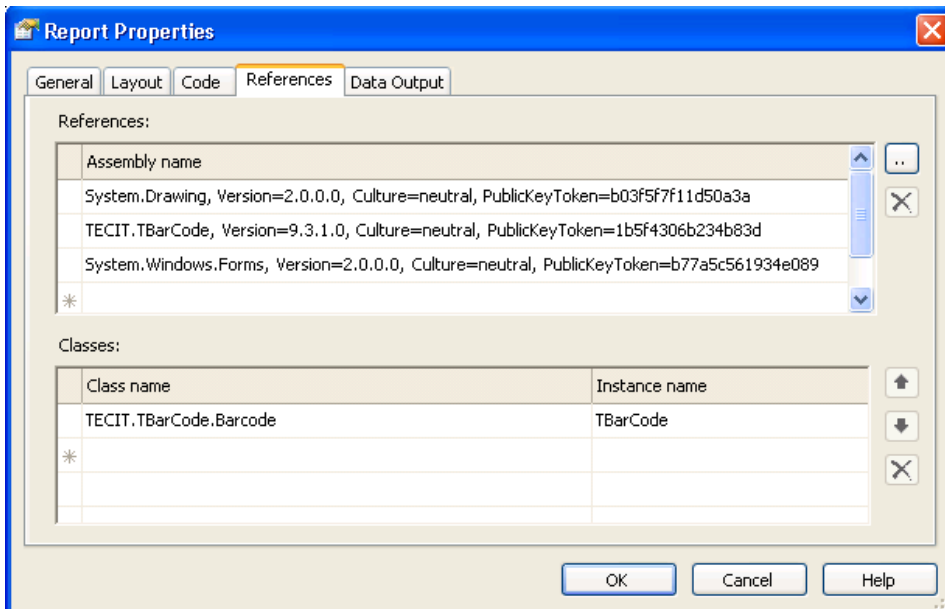 Report Properties
General Layout Code References Data Output
References:
Assembly name
..
System.Drawing, Version=2.0.0.0, Culture=neutral, PublicKeyToken=b03f5f7f11d50a3a
TECIT.TBarCode, Version=9.3.1.0, Culture=neutral, PublicKeyToken=1b5f4306b234b83d
System.Windows.Forms, Version=2.0.0.0, Culture=neutral, PublicKeyToken=b77a5c561934e089
Classes:
Class name Instance name
TECIT.TBarCode.Barcode TBarCode
OK Cancel Help